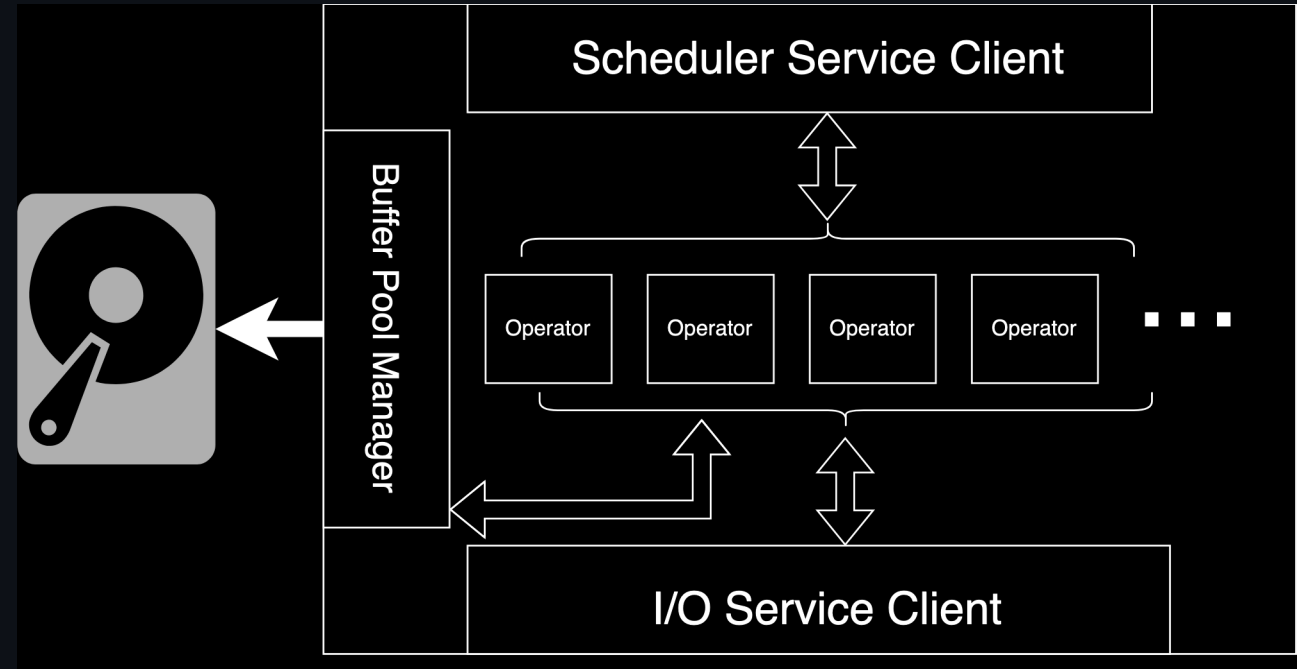 Scheduler Service Client
Buffer Pool Manager
Operator
Operator
Operator
Operator
I/O Service Client